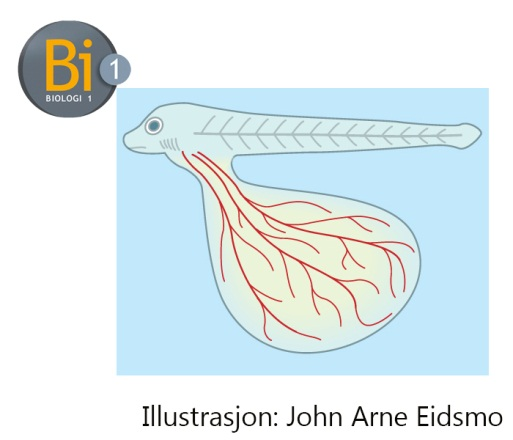 Bi 1
BIOLOGI 1
Illustrasjon: John Arne Eidsmo